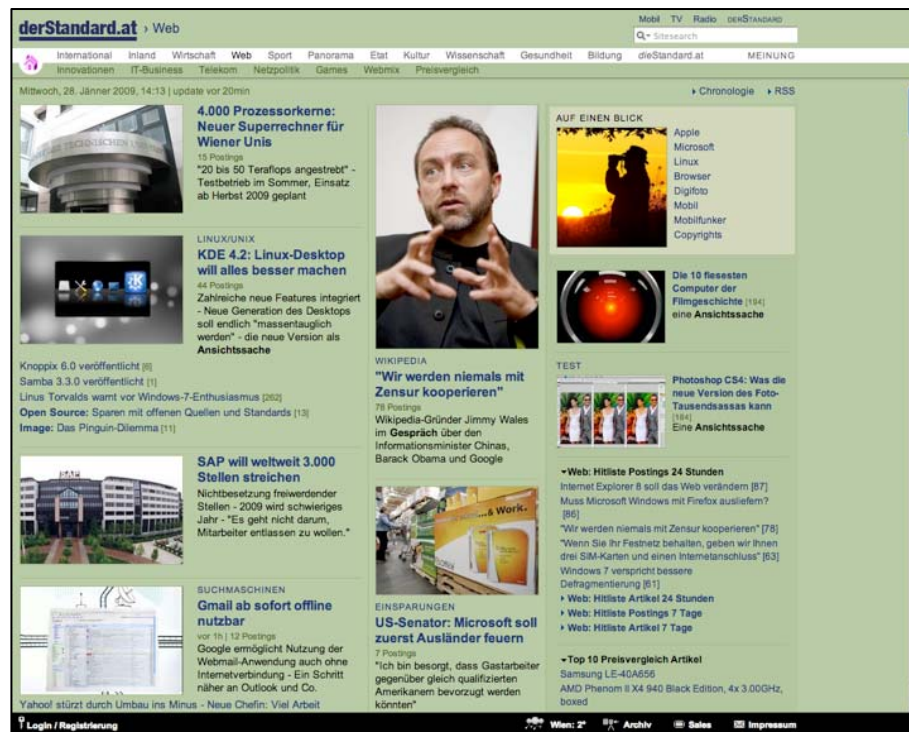 derStandard.at › Web
Mobil TV Radio DERSTANDARD
Sitesearch
International Inland Wirtschaft Web Sport Panorama Etat Kultur Wissenschaft Gesundheit Bildung dieStandard.at MEINUNG
Innovationen IT-Business Telekom Netzpolitik Games Webmix Preisvergleich
Mittwoch, 28. Jänner 2009, 14:13 | update vor 20min
Chronologie RSS
4.000 Prozessorkerne:
Neuer Superrechner für
Wiener Unis
15 Postings
"20 bis 50 Teraflops angestrebt" -
Testbetrieb im Sommer, Einsatz
ab Herbst 2009 geplant
LINUX/UNIX
KDE 4.2: Linux-Desktop
will alles besser machen
44 Postings
Zahlreiche neue Features integriert
- Neue Generation des Desktops
soll endlich "massentauglich
werden" - die neue Version als
Ansichtssache
Knoppix 6.0 veröffentlicht [6]
Samba 3.3.0 veröffentlicht [1]
Linus Torvalds warnt vor Windows-7-Enthusiasmus [262]
Open Source: Sparen mit offenen Quellen und Standards [13]
Image: Das Pinguin-Dilemma [11]
SAP
SAP will weltweit 3.000
Stellen streichen
Nichtbesetzung freiwerdender
Stellen - 2009 wird schwieriges
Jahr - "Es geht nicht darum,
Mitarbeiter entlassen zu wollen."
SUCHMASCHINEN
Gmail ab sofort offline
nutzbar
vor 1h | 12 Postings
Google ermöglicht Nutzung der
Webmail-Anwendung auch ohne
Internetverbindung - Ein Schritt
näher an Outlook und Co.
Yahoo! stürzt durch Umbau ins Minus - Neue Chefin: Viel Arbeit
WIKIPEDIA
"Wir werden niemals mit
Zensur kooperieren"
78 Postings
Wikipedia-Gründer Jimmy Wales
im Gespräch über den
Informationsminister Chinas,
Barack Obama und Google
...& Work.
EINSPARUNGEN
US-Senator: Microsoft soll
zuerst Ausländer feuern
7 Postings
"Ich bin besorgt, dass Gastarbeiter
gegenüber gleich qualifizierten
Amerikanern bevorzugt werden
könnten"
AUF EINEN BLICK
Apple
Microsoft
Linux
Browser
Digifoto
Mobil
Mobilfunker
Copyrights
Die 10 fiesesten
Computer der
Filmgeschichte [184]
eine Ansichtssache
TEST
Photoshop CS4: Was die
neue Version des Foto-
Tausendsassas kann
[184]
Eine Ansichtssache
Web: Hitliste Postings 24 Stunden
Internet Explorer 8 soll das Web verändern [87]
Muss Microsoft Windows mit Firefox ausliefern?
[86]
"Wir werden niemals mit Zensur kooperieren" [78]
"Wenn Sie Ihr Festnetz behalten, geben wir Ihnen
drei SIM-Karten und einen Internetanschluss" [63]
Windows 7 verspricht bessere
Defragmentierung [61]
Web: Hitliste Artikel 24 Stunden
Web: Hitliste Postings 7 Tage
Web: Hitliste Artikel 7 Tage
Top 10 Preisvergleich Artikel
Samsung LE-40A656
AMD Phenom II X4 940 Black Edition, 4x 3.00GHz,
boxed
Login / Registrierung
Wien: 2° Archiv Sales Impressum